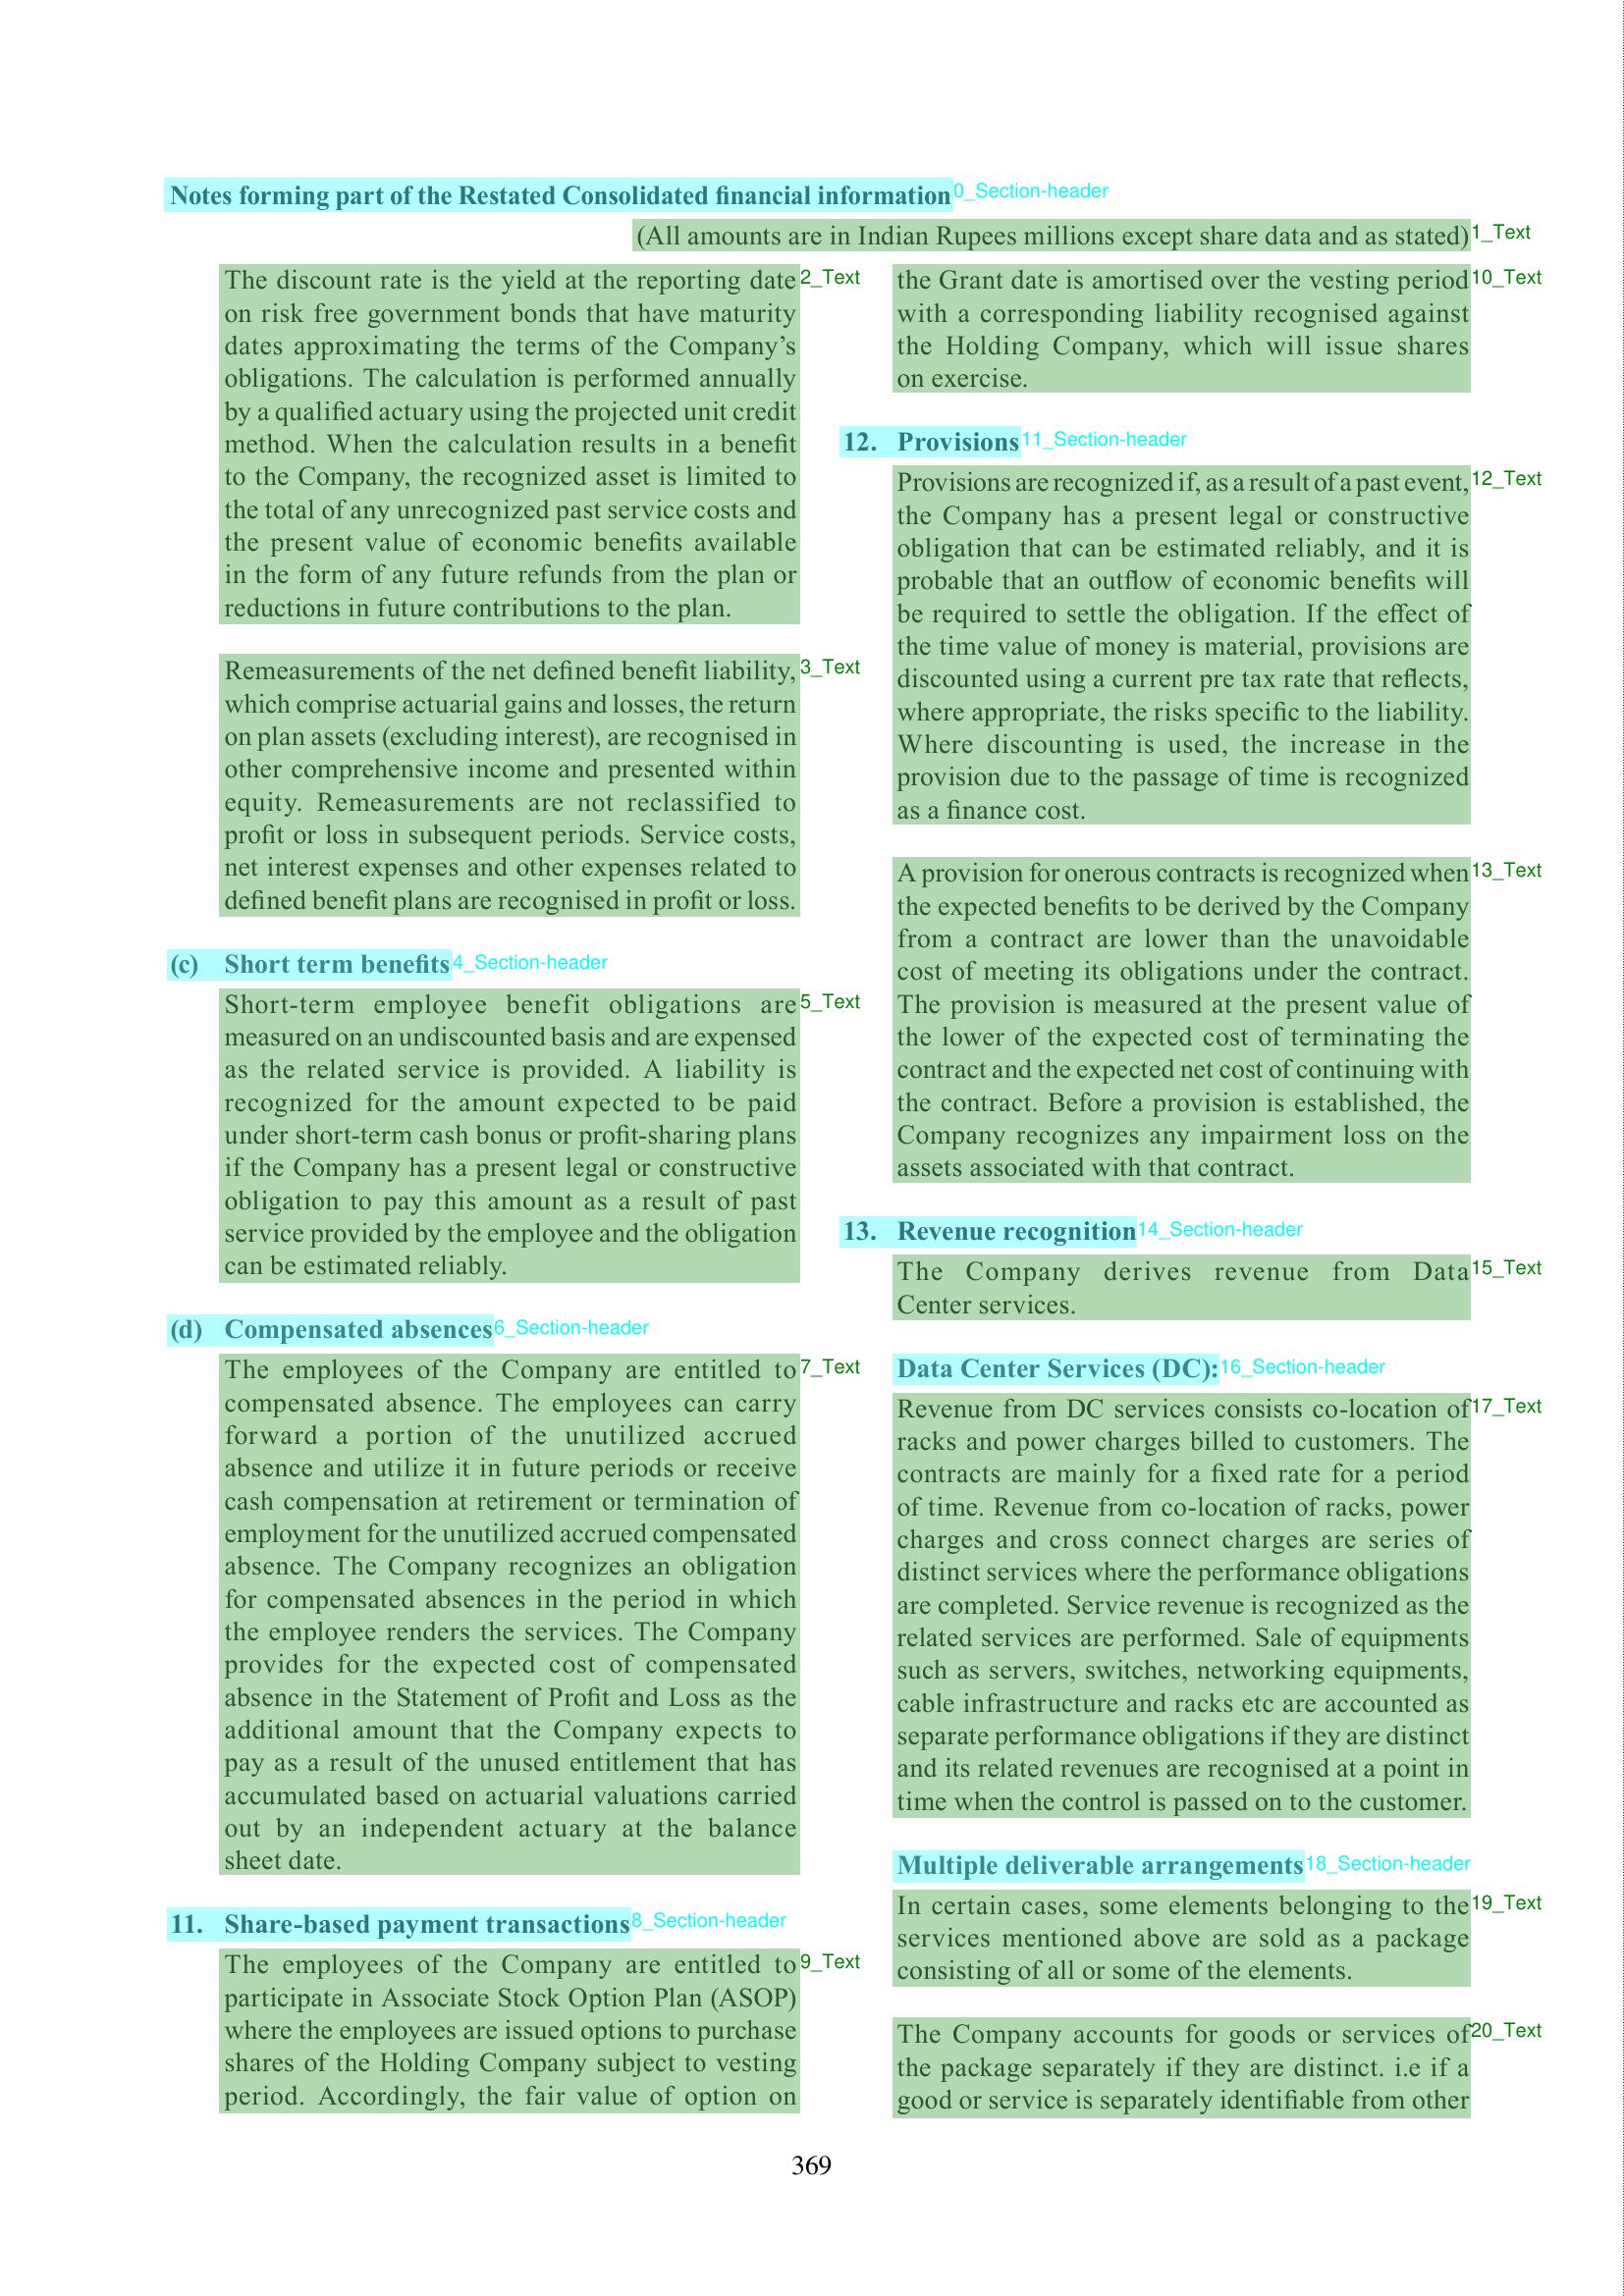 Notes forming part of the Restated Consolidated financial information 0_Section-header
(All amounts are in Indian Rupees millions except share data and as stated) 1_Text
The discount rate is the yield at the reporting date 2_Text
on risk free government bonds that have maturity
dates approximating the terms of the Company's
obligations. The calculation is performed annually
by a qualified actuary using the projected unit credit
method. When the calculation results in a benefit
to the Company, the recognized asset is limited to
the total of any unrecognized past service costs and
the present value of economic benefits available
in the form of any future refunds from the plan or
reductions in future contributions to the plan.
Remeasurements of the net defined benefit liability, 3_Text
which comprise actuarial gains and losses, the return
on plan assets (excluding interest), are recognised in
other comprehensive income and presented within
equity. Remeasurements are not reclassified to
profit or loss in subsequent periods. Service costs,
net interest expenses and other expenses related to
defined benefit plans are recognised in profit or loss.
(c) Short term benefits 4_Section-header
Short-term employee benefit obligations are 5_Text
measured on an undiscounted basis and are expensed
as the related service is provided. A liability is
recognized for the amount expected to be paid
under short-term cash bonus or profit-sharing plans
if the Company has a present legal or constructive
obligation to pay this amount as a result of past
service provided by the employee and the obligation
can be estimated reliably.
(d) Compensated absences 6_Section-header
The employees of the Company are entitled to 7_Text
compensated absence. The employees can carry
forward a portion of the unutilized accrued
absence and utilize it in future periods or receive
cash compensation at retirement or termination of
employment for the unutilized accrued compensated
absence. The Company recognizes an obligation
for compensated absences in the period in which
the employee renders the services. The Company
provides for the expected cost of compensated
absence in the Statement of Profit and Loss as the
additional amount that the Company expects to
pay as a result of the unused entitlement that has
accumulated based on actuarial valuations carried
out by an independent actuary at the balance
sheet date.
11. Share-based payment transactions 8_Section-header
The employees of the Company are entitled to 9_Text
participate in Associate Stock Option Plan (ASOP)
where the employees are issued options to purchase
shares of the Holding Company subject to vesting
period. Accordingly, the fair value of option on
the Grant date is amortised over the vesting period 10_Text
with a corresponding liability recognised against
the Holding Company, which will issue shares
on exercise.
12. Provisions 11_Section-header
Provisions are recognized if, as a result of a past event, 12_Text
the Company has a present legal or constructive
obligation that can be estimated reliably, and it is
probable that an outflow of economic benefits will
be required to settle the obligation. If the effect of
the time value of money is material, provisions are
discounted using a current pre tax rate that reflects,
where appropriate, the risks specific to the liability.
Where discounting is used, the increase in the
provision due to the passage of time is recognized
as a finance cost.
A provision for onerous contracts is recognized when 13_Text
the expected benefits to be derived by the Company
from a contract are lower than the unavoidable
cost of meeting its obligations under the contract.
The provision is measured at the present value of
the lower of the expected cost of terminating the
contract and the expected net cost of continuing with
the contract. Before a provision is established, the
Company recognizes any impairment loss on the
assets associated with that contract.
13. Revenue recognition 14_Section-header
The Company derives revenue from Data 15_Text
Center services.
Data Center Services (DC): 16_Section-header
Revenue from DC services consists co-location of 17_Text
racks and power charges billed to customers. The
contracts are mainly for a fixed rate for a period
of time. Revenue from co-location of racks, power
charges and cross connect charges are series of
distinct services where the performance obligations
are completed. Service revenue is recognized as the
related services are performed. Sale of equipments
such as servers, switches, networking equipments,
cable infrastructure and racks etc are accounted as
separate performance obligations if they are distinct
and its related revenues are recognised at a point in
time when the control is passed on to the customer.
Multiple deliverable arrangements 18_Section-header
In certain cases, some elements belonging to the 19_Text
services mentioned above are sold as a package
consisting of all or some of the elements.
The Company accounts for goods or services of 20_Text
the package separately if they are distinct. i.e if a
good or service is separately identifiable from other
369